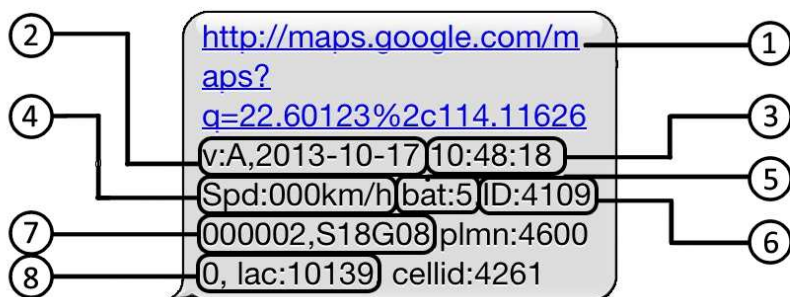 http://maps.google.com/m
aps?
q=22.60123%2c114.11626
v:A,2013-10-17 10:48:18
Spd:000km/h bat:5 ID:4109
000002,S18G08 plmn:4600
0, lac:10139 cellid:4261
2
4
7
8
1
3
5
6